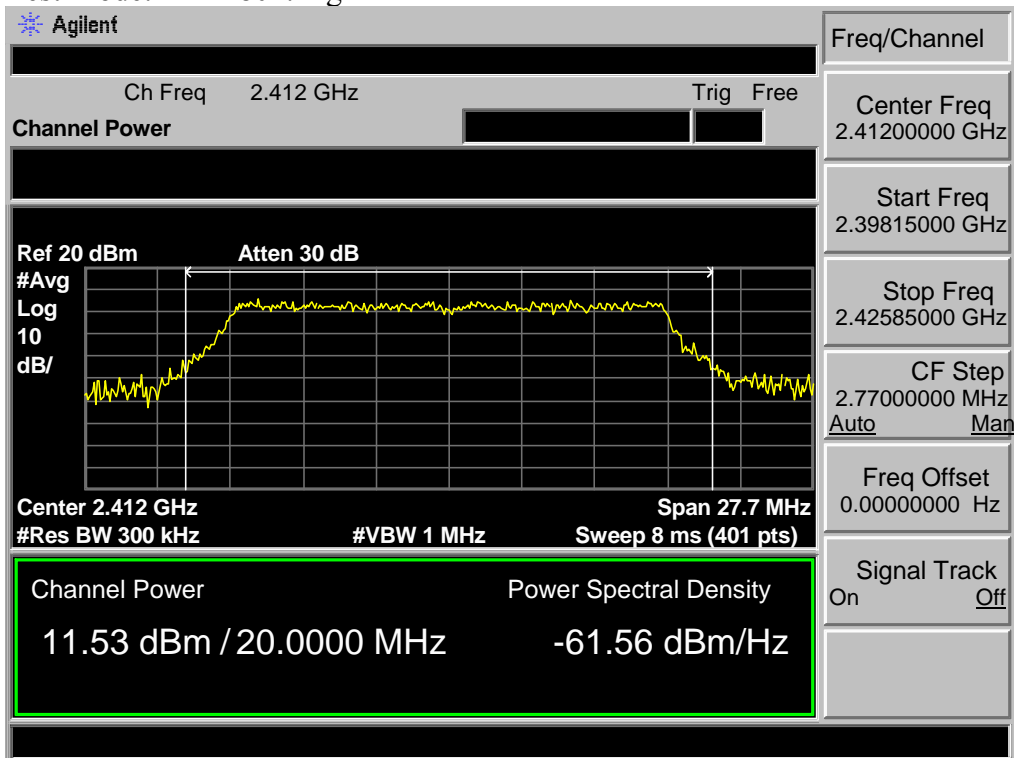 Agilent
Freq/Channel
Ch Freq 2.412 GHz Trig Free
Channel Power
Center Freq
2.41200000 GHz
Start Freq
2.39815000 GHz
Ref 20 dBm Atten 30 dB
#Avg
Log
10
dB/
Stop Freq
2.42585000 GHz
CF Step
2.77000000 MHz
Auto Man
Center 2.412 GHz Span 27.7 MHz
#Res BW 300 kHz #VBW 1 MHz Sweep 8 ms (401 pts)
Freq Offset
0.00000000 Hz
Channel Power Power Spectral Density
11.53 dBm / 20.0000 MHz -61.56 dBm/Hz
Signal Track
On Off